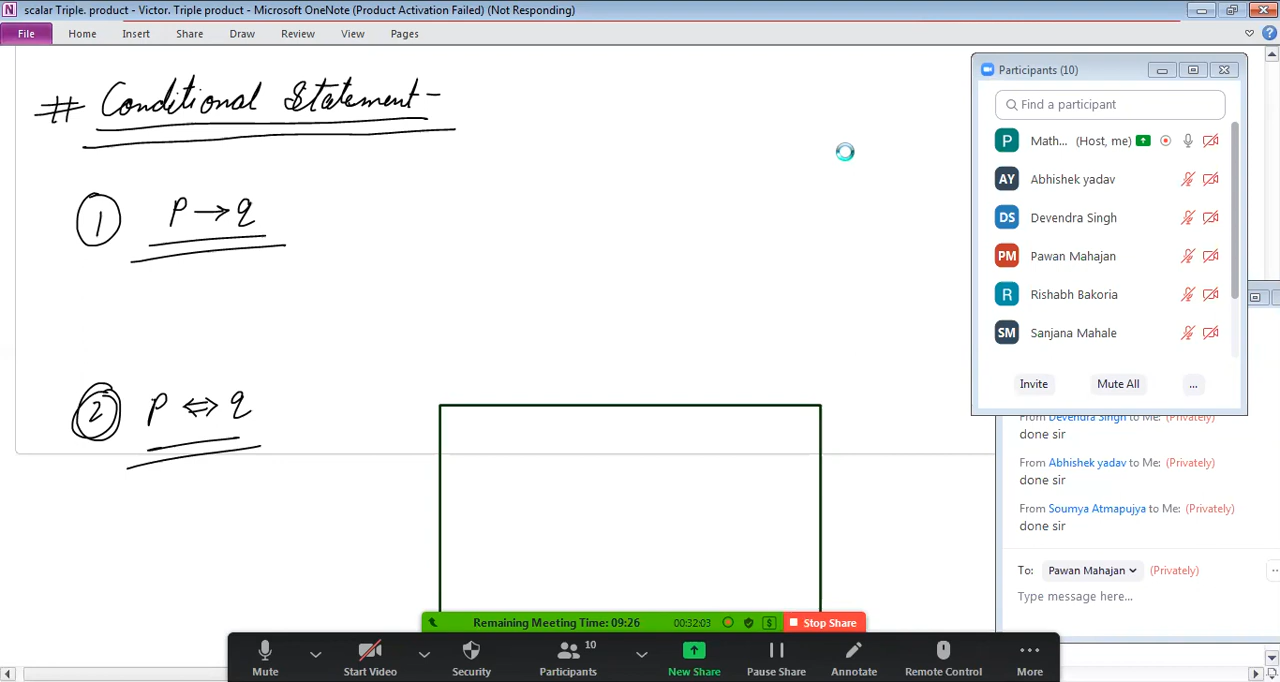 scalar Triple. product - Victor. Triple product - Microsoft OneNote (Product Activation Failed) (Not Responding)
File Home Insert Share Draw Review View Pages
# Conditional Statement-
1 p → q
2 p ⇔ q
Participants (10)
Find a participant
P Math... (Host, me)
AY Abhishek yadav
DS Devendra Singh
PM Pawan Mahajan
R Rishabh Bakoria
SM Sanjana Mahale
Invite Mute All ...
From Devendra Singh to Me: (Privately)
done sir
From Abhishek yadav to Me: (Privately)
done sir
From Soumya Atmapujya to Me: (Privately)
done sir
To: Pawan Mahajan (Privately)
Type message here...
Remaining Meeting Time: 09:26 00:32:03 Stop Share
Mute Start Video Security Participants 10 New Share Pause Share Annotate Remote Control More